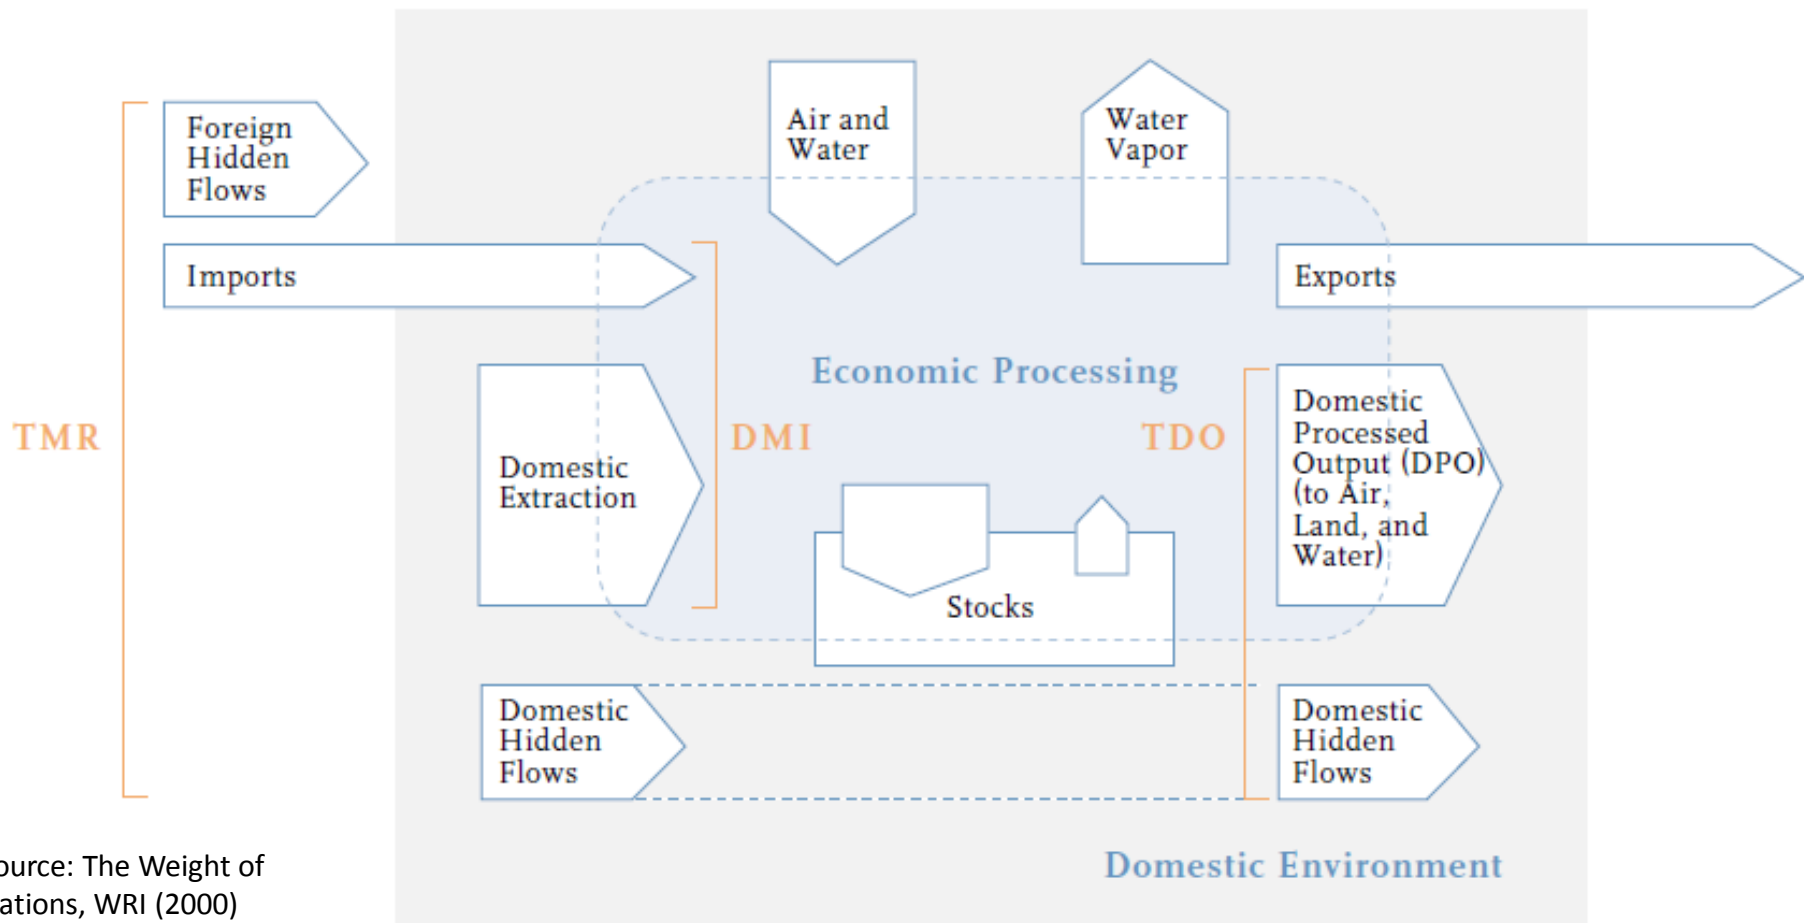 Foreign
Hidden
Flows
Air and
Water
Water
Vapor
Imports
Exports
Economic Processing
TMR
DMI
TDO
Domestic
Extraction
Domestic
Processed
Output (DPO)
(to Air,
Land, and
Water)
Stocks
Domestic
Hidden
Flows
Domestic
Hidden
Flows
Domestic Environment
ource: The Weight of
ations, WRI (2000)